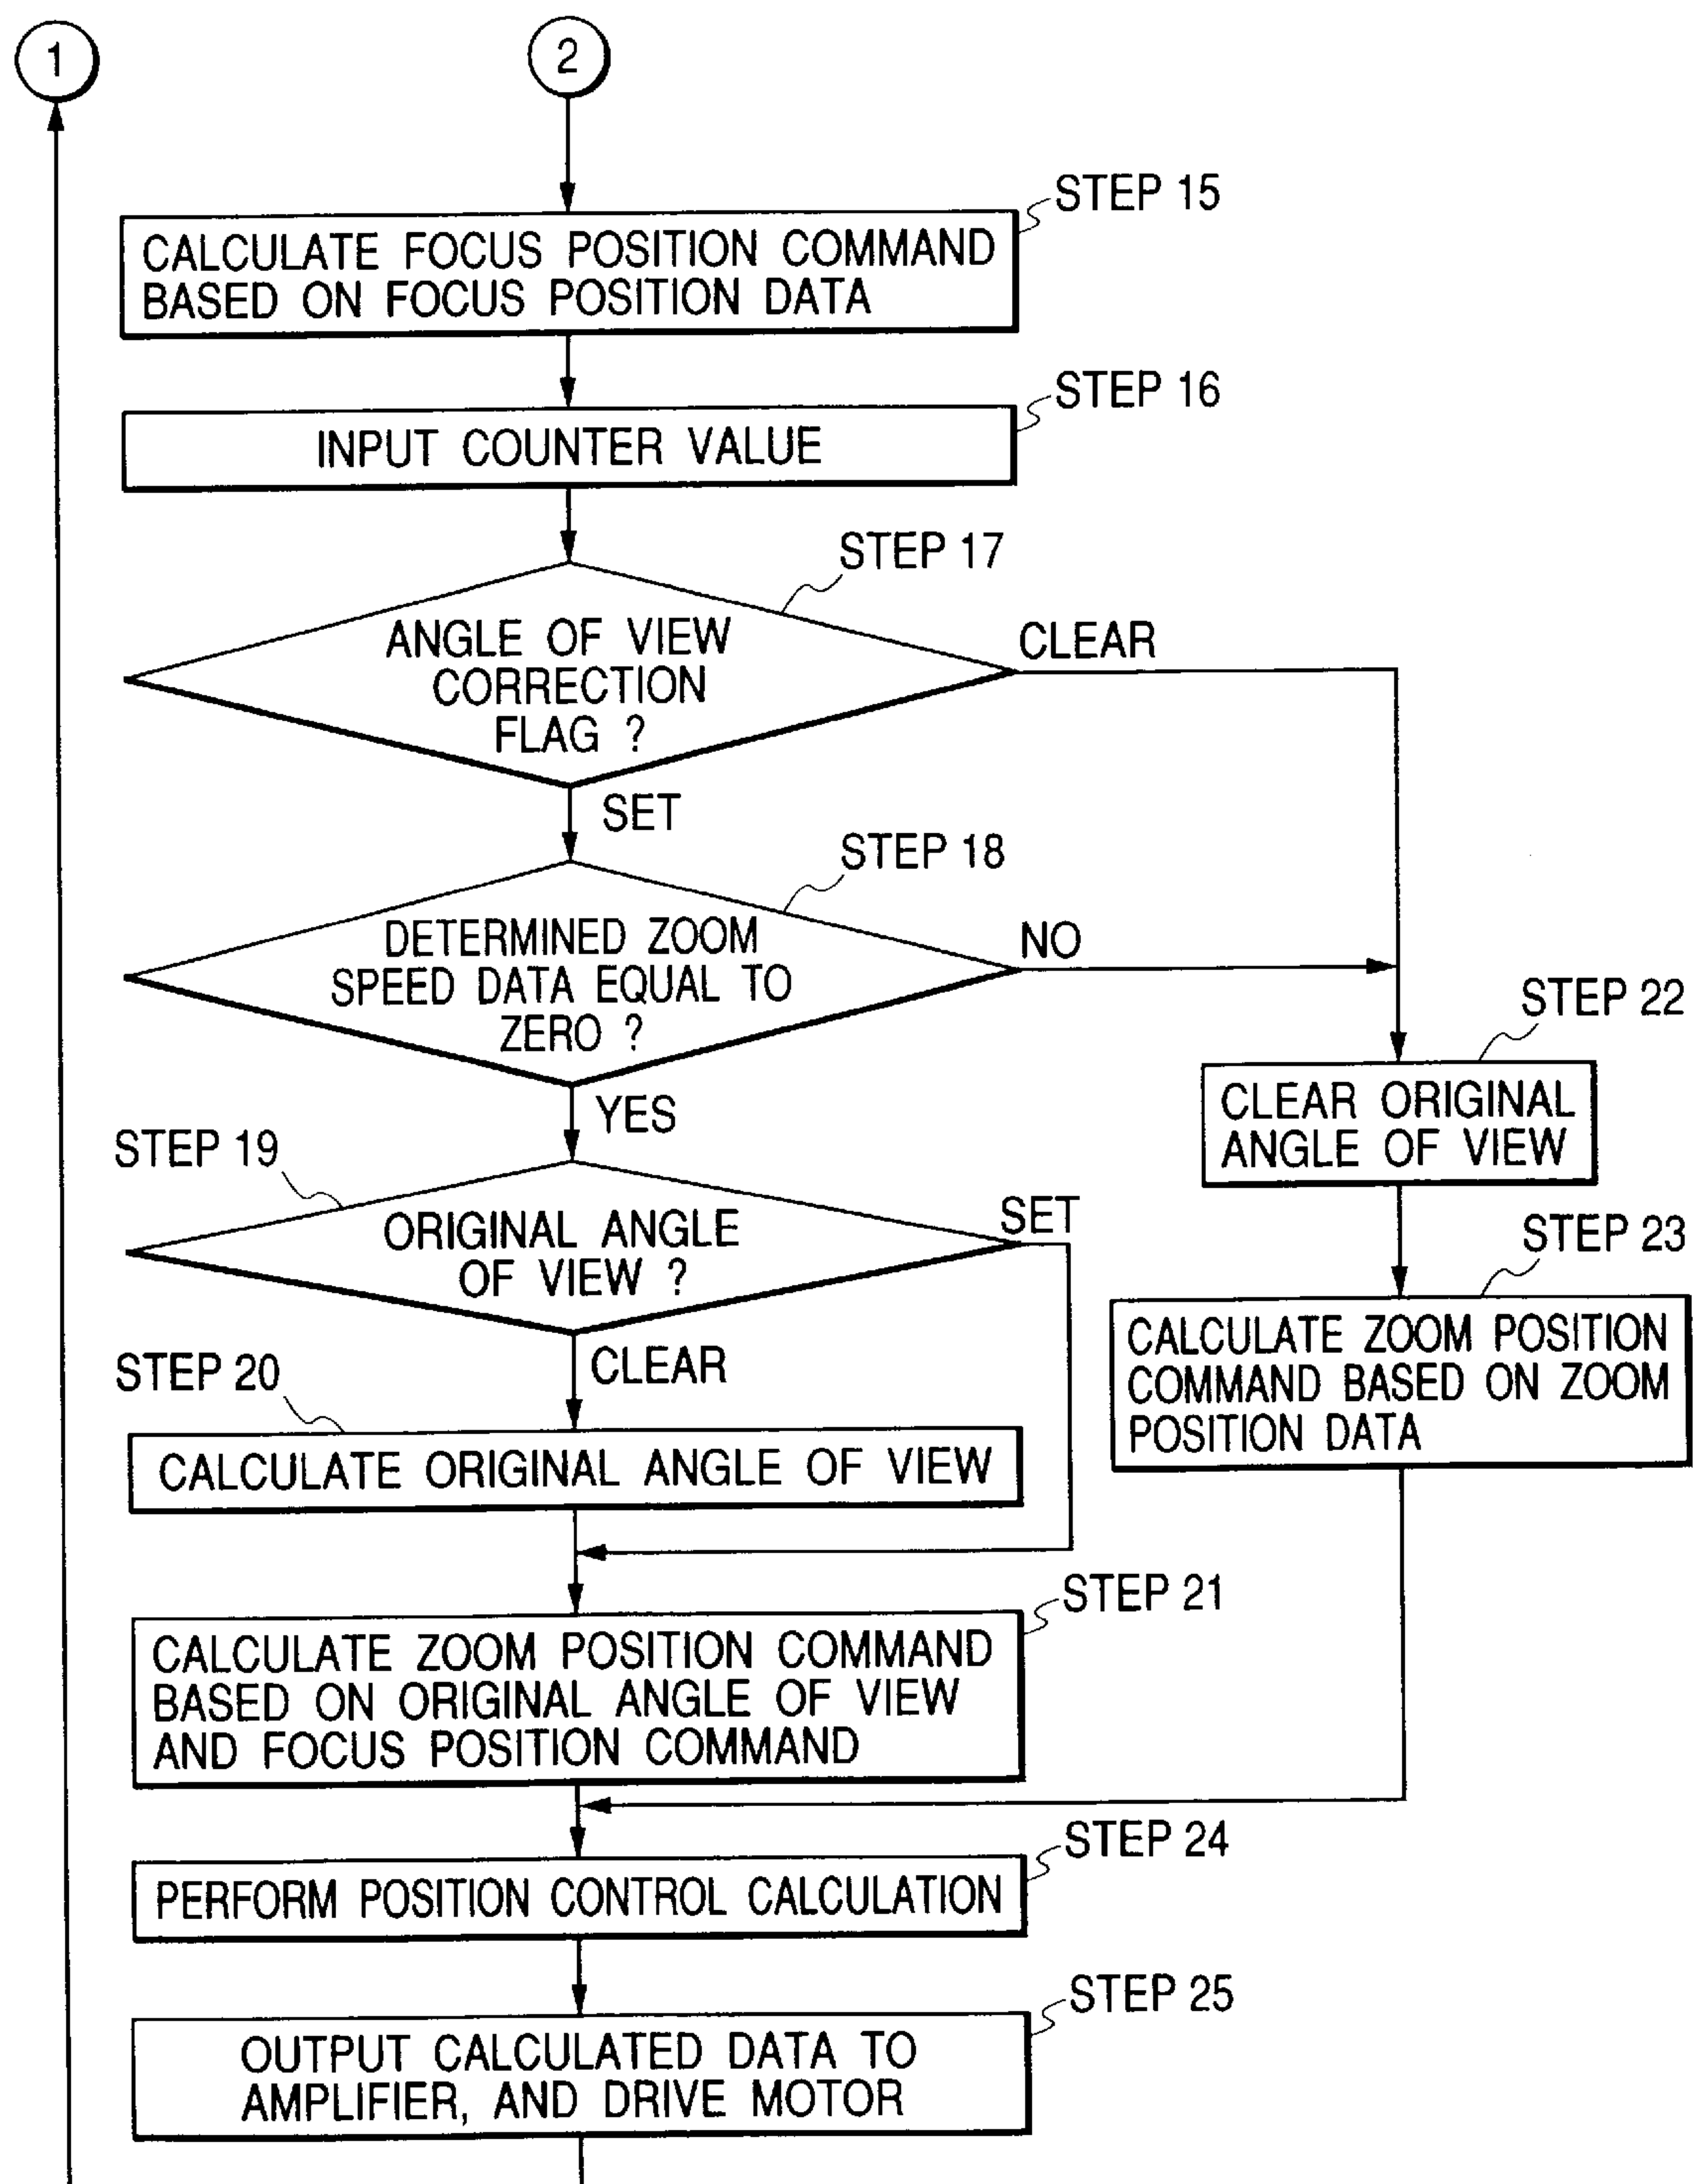 1
2
STEP 15
CALCULATE FOCUS POSITION COMMAND
BASED ON FOCUS POSITION DATA
STEP 16
INPUT COUNTER VALUE
STEP 17
ANGLE OF VIEW
CORRECTION
FLAG ?
CLEAR
SET
STEP 18
DETERMINED ZOOM
SPEED DATA EQUAL TO
ZERO ?
NO
YES
STEP 22
CLEAR ORIGINAL
ANGLE OF VIEW
STEP 19
ORIGINAL ANGLE
OF VIEW ?
SET
STEP 23
CALCULATE ZOOM POSITION
COMMAND BASED ON ZOOM
POSITION DATA
CLEAR
STEP 20
CALCULATE ORIGINAL ANGLE OF VIEW
STEP 21
CALCULATE ZOOM POSITION COMMAND
BASED ON ORIGINAL ANGLE OF VIEW
AND FOCUS POSITION COMMAND
STEP 24
PERFORM POSITION CONTROL CALCULATION
STEP 25
OUTPUT CALCULATED DATA TO
AMPLIFIER, AND DRIVE MOTOR